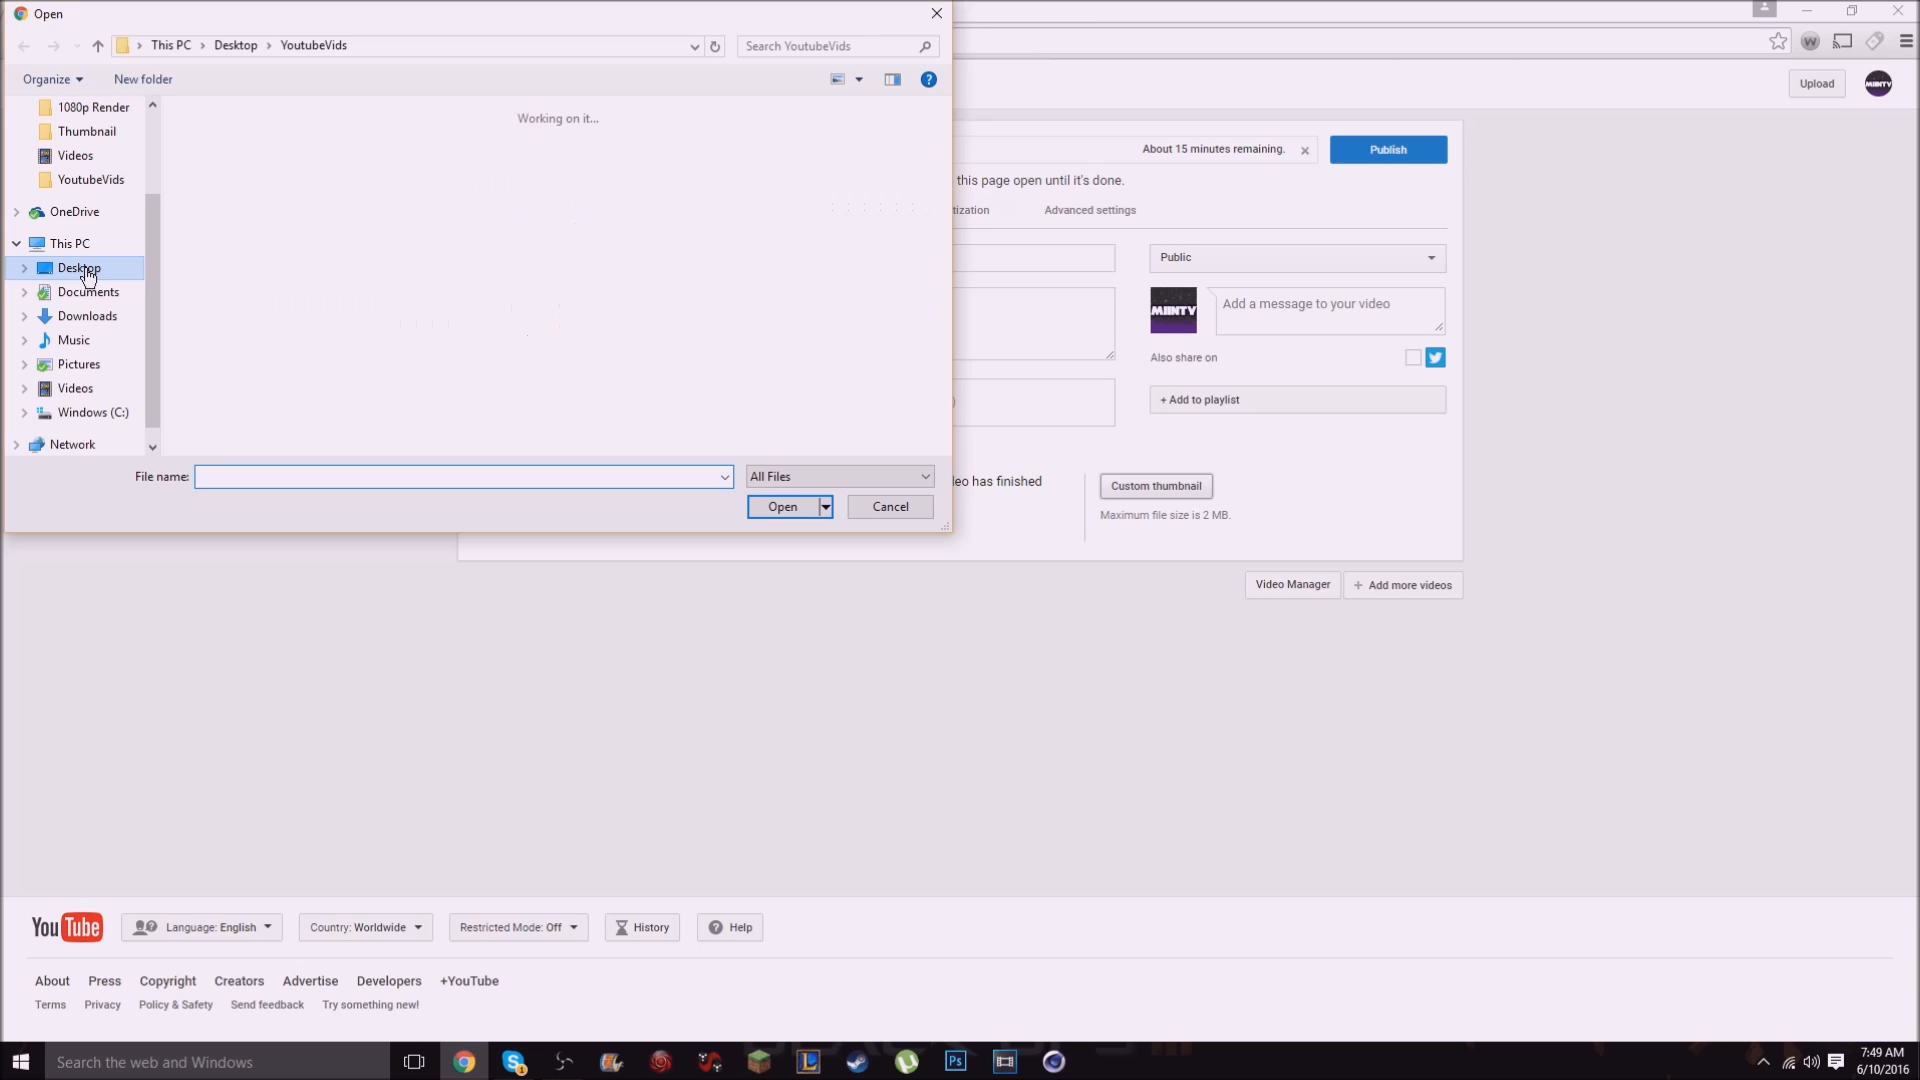 Open
This PC > Desktop > YoutubeVids
Search YoutubeVids
Organize
New folder
1080p Render
Thumbnail
Videos
YoutubeVids
OneDrive
This PC
Desktop
Documents
Downloads
Music
Pictures
Videos
Windows (C:)
Network
Working on it...
File name:
All Files
Open
Cancel
Upload
MIINTY
About 15 minutes remaining.
Publish
this page open until it's done.
tization
Advanced settings
Public
MIINTY
Add a message to your video
Also share on
+ Add to playlist
)
eo has finished
Custom thumbnail
Maximum file size is 2 MB.
Video Manager
+ Add more videos
YouTube
Language: English
Country: Worldwide
Restricted Mode: Off
History
Help
About Press Copyright Creators Advertise Developers +YouTube
Terms Privacy Policy & Safety Send feedback Try something new!
Search the web and Windows
7:49 AM
6/10/2016